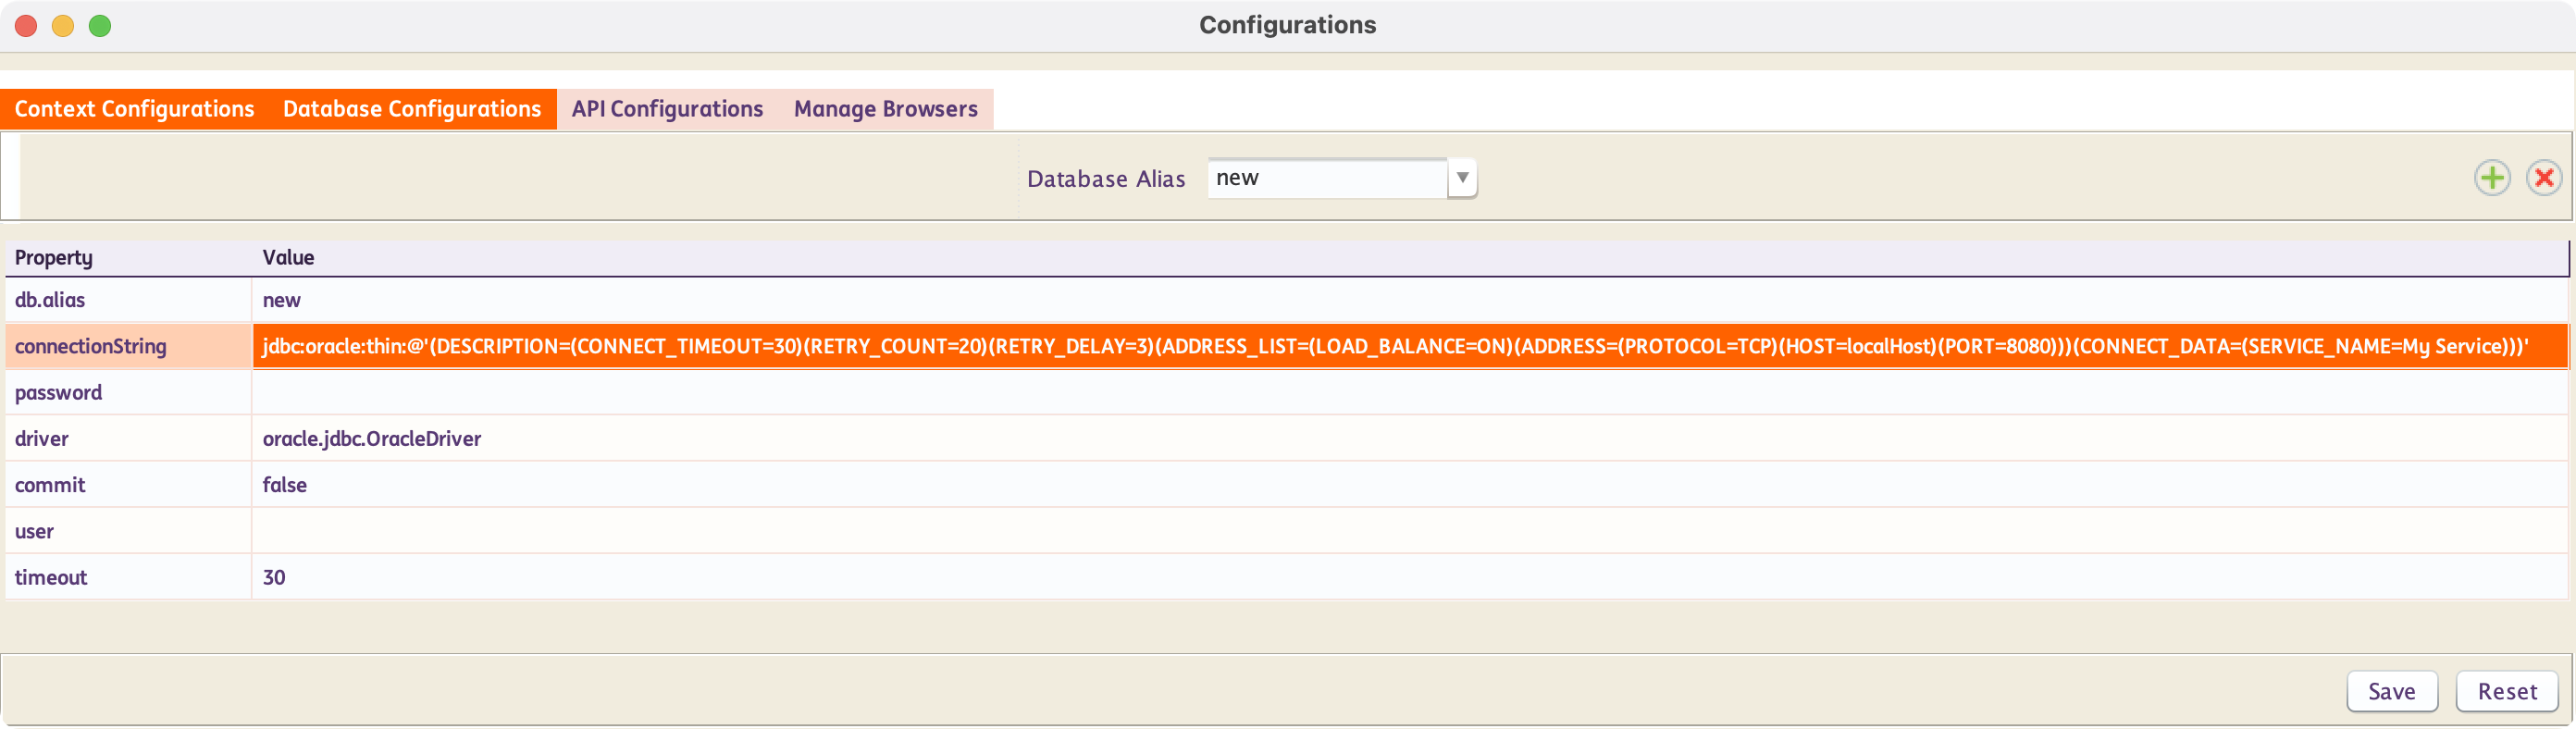 Configurations
Context Configurations Database Configurations API Configurations Manage Browsers
Database Alias new
Property Value
db.alias new
connectionString jdbc:oracle:thin:@'(DESCRIPTION=(CONNECT_TIMEOUT=30)(RETRY_COUNT=20)(RETRY_DELAY=3)(ADDRESS_LIST=(LOAD_BALANCE=ON)(ADDRESS=(PROTOCOL=TCP)(HOST=localHost)(PORT=8080)))(CONNECT_DATA=(SERVICE_NAME=My Service)))'
password
driver oracle.jdbc.OracleDriver
commit false
user
timeout 30
Save Reset